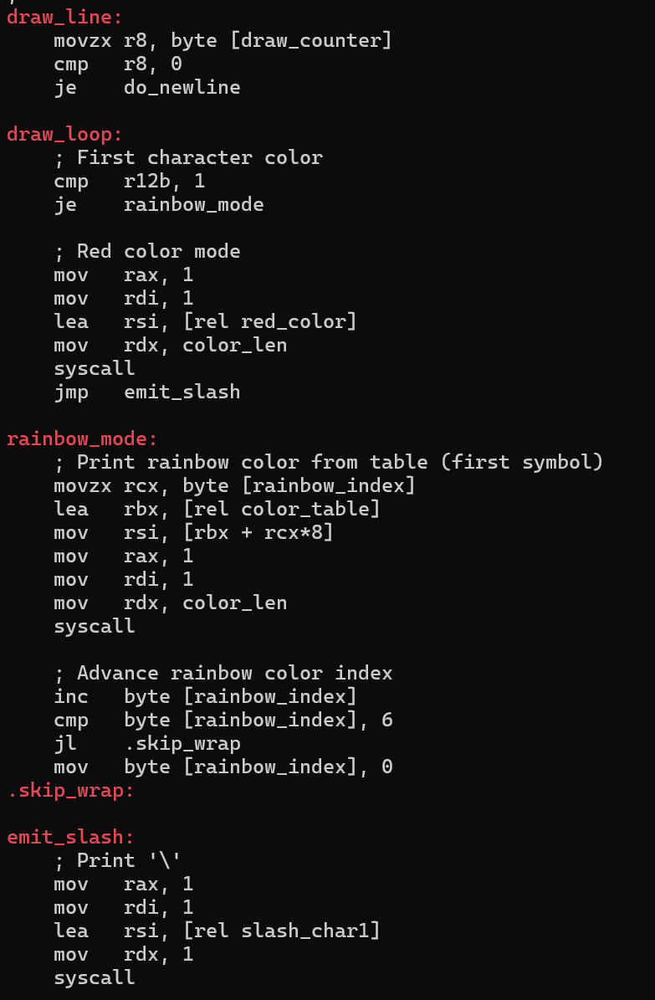 draw_line:
    movzx r8, byte [draw_counter]
    cmp   r8, 0
    je    do_newline

draw_loop:
    ; First character color
    cmp   r12b, 1
    je    rainbow_mode

    ; Red color mode
    mov   rax, 1
    mov   rdi, 1
    lea   rsi, [rel red_color]
    mov   rdx, color_len
    syscall
    jmp   emit_slash

rainbow_mode:
    ; Print rainbow color from table (first symbol)
    movzx rcx, byte [rainbow_index]
    lea   rbx, [rel color_table]
    mov   rsi, [rbx + rcx*8]
    mov   rax, 1
    mov   rdi, 1
    mov   rdx, color_len
    syscall

    ; Advance rainbow color index
    inc   byte [rainbow_index]
    cmp   byte [rainbow_index], 6
    jl    .skip_wrap
    mov   byte [rainbow_index], 0
.skip_wrap:

emit_slash:
    ; Print '\'
    mov   rax, 1
    mov   rdi, 1
    lea   rsi, [rel slash_char1]
    mov   rdx, 1
    syscall